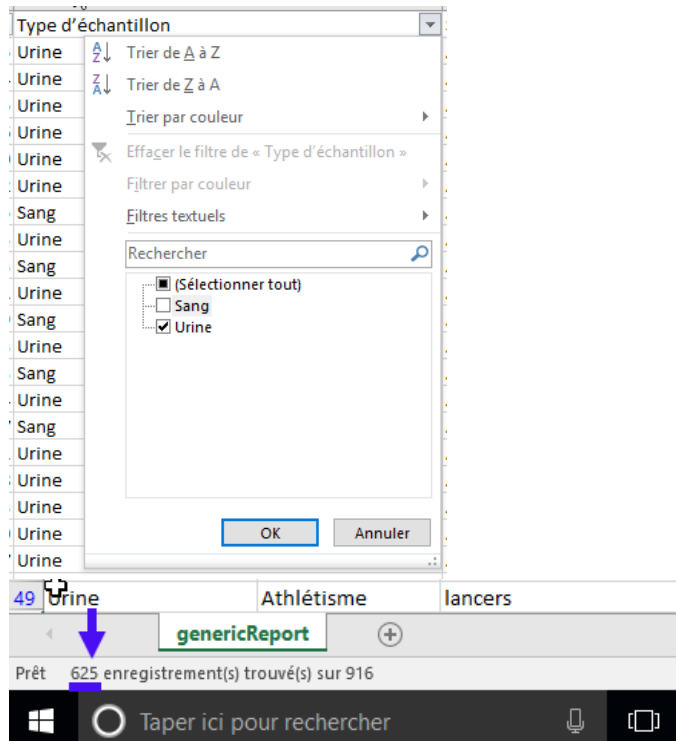 Type d'échantillon
Urine
Trier de A à Z
Urine
Trier de Z à A
Urine
Trier par couleur
Urine
Urine
Effacer le filtre de « Type d'échantillon »
Urine
Filtrer par couleur
Sang
Filtres textuels
Urine
Rechercher
Sang
Urine
(Sélectionner tout)
Sang
Sang
Urine
Urine
Sang
Urine
Sang
Urine
Urine
Urine
Urine
OK Annuler
Urine
49 Urine Athlétisme lancers
genericReport
Prêt 625 enregistrement(s) trouvé(s) sur 916
Taper ici pour rechercher